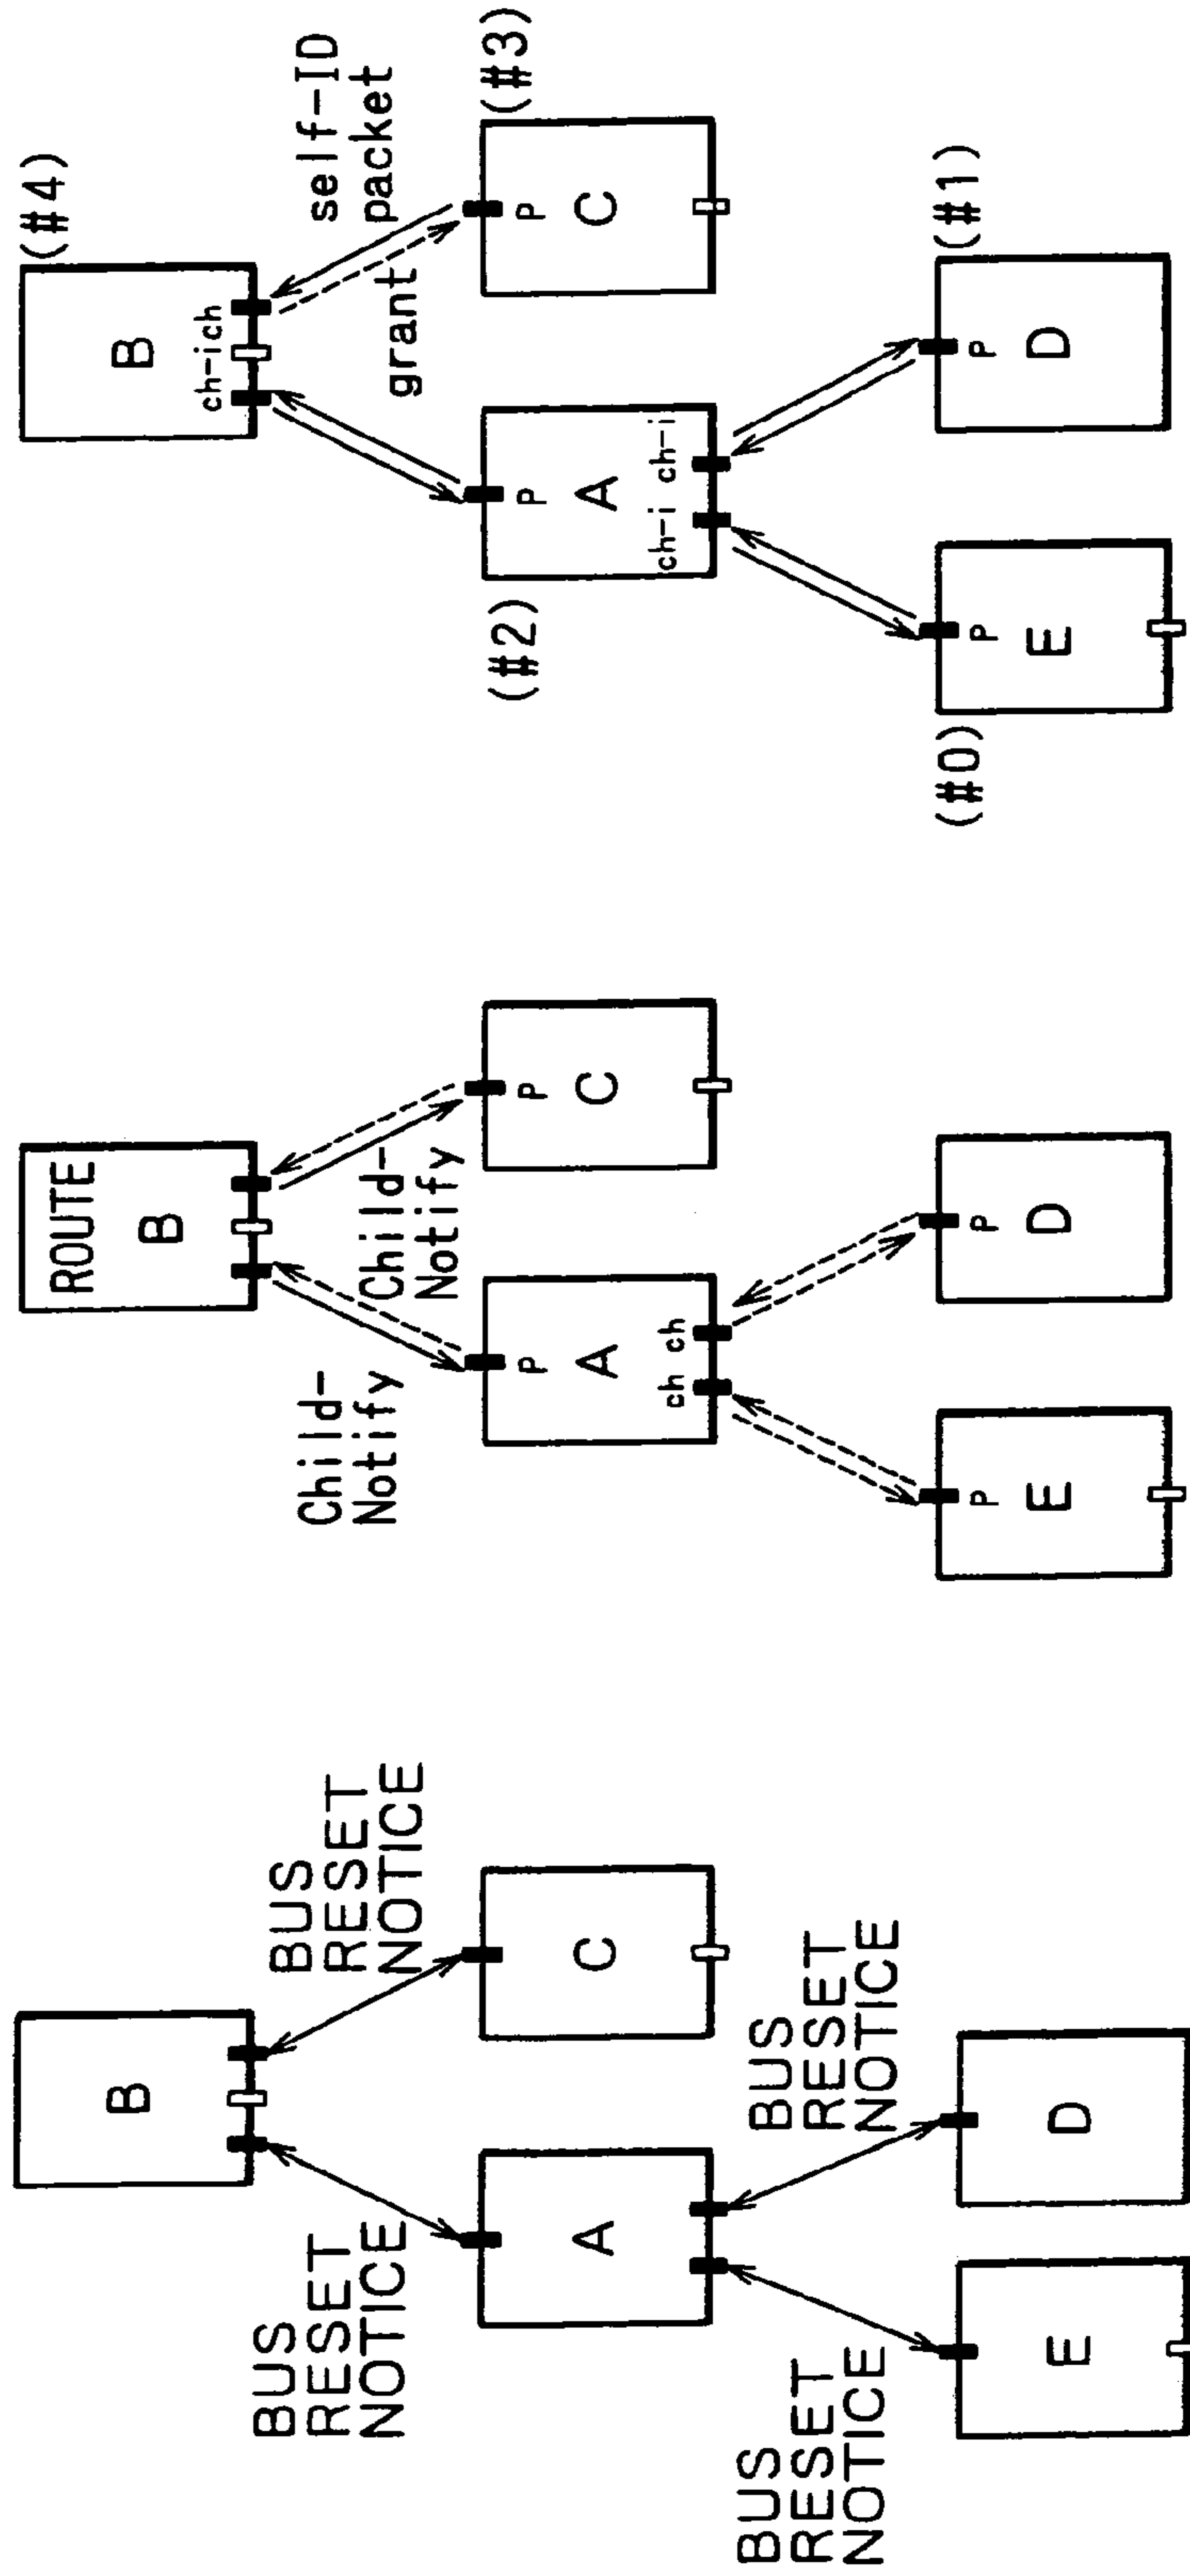 B
BUS
RESET
NOTICE
BUS
RESET
NOTICE
A
C
BUS
RESET
NOTICE
BUS
RESET
NOTICE
E
D
ROUTE
B
Child-
Notify
Child-
Notify
P
A
ch ch
P
C
P
E
P
D
(#4)
B
ch-i ch
self-ID
packet
grant
(#2)
P
A
ch-i ch-i
(#3)
P
C
(#0)
P
E
(#1)
P
D